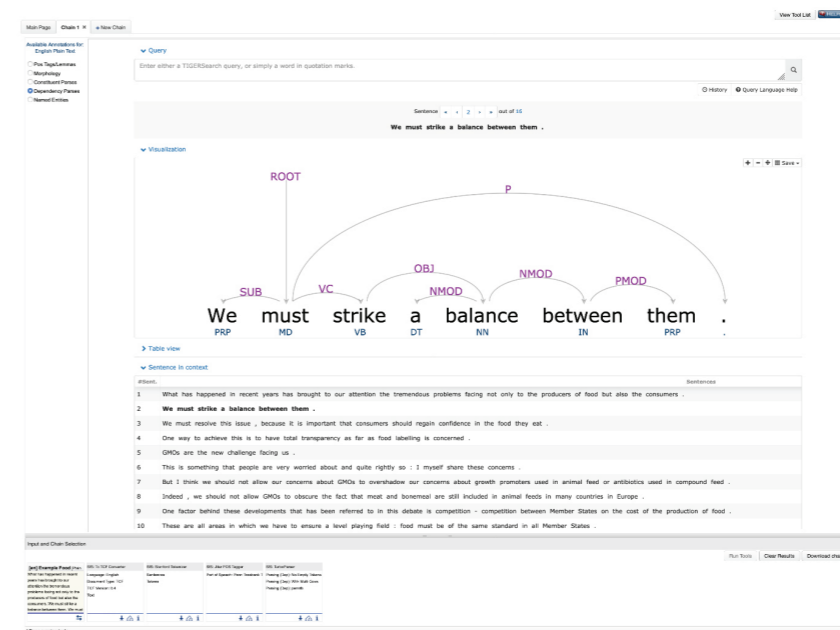 View Tool List HELP
Main Page Chain 1 New Chain
Available Annotations for:
English Plain Text
Pos Tags/Lemmas
Morphology
Constituent Parses
Dependency Parses
Named Entities
Query
Enter either a TIGERSearch query, or simply a word in quotation marks.
History Query Language Help
Sentence 2 out of 16
We must strike a balance between them .
Visualization
Save
ROOT
P
OBJ
NMOD
PMOD
SUB
VC
NMOD
We must strike a balance between them .
PRP MD VB DT NN IN PRP .
Table view
Sentence in context
#Sent. Sentences
1 What has happened in recent years has brought to our attention the tremendous problems facing not only to the producers of food but also the consumers .
2 We must strike a balance between them .
3 We must resolve this issue , because it is important that consumers should regain confidence in the food they eat .
4 One way to achieve this is to have total transparency as far as food labelling is concerned .
5 GMOs are the new challenge facing us .
6 This is something that people are very worried about and quite rightly so : I myself share these concerns .
7 But I think we should not allow our concerns about GMOs to overshadow our concerns about growth promoters used in animal feed or antibiotics used in compound feed .
8 Indeed , we should not allow GMOs to obscure the fact that meat and bonemeal are still included in animal feeds in many countries in Europe .
9 One factor behind these developments that has been referred to in this debate is competition - competition between Member States on the cost of the production of food .
10 These are all areas in which we have to ensure a level playing field : food must be of the same standard in all Member States .
Input and Chain Selection
Run Tools Clear Results Download cha